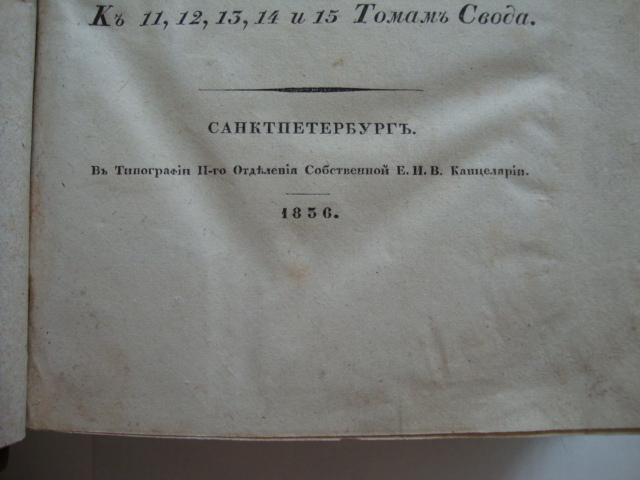 Къ 11, 12, 13, 14 и 15 Томамъ Свода.
САНКТПЕТЕРБУРГЪ.
Въ Типографіи II-го Отдѣленія Собственной Е. И. В. Канцеляріи.
1836.